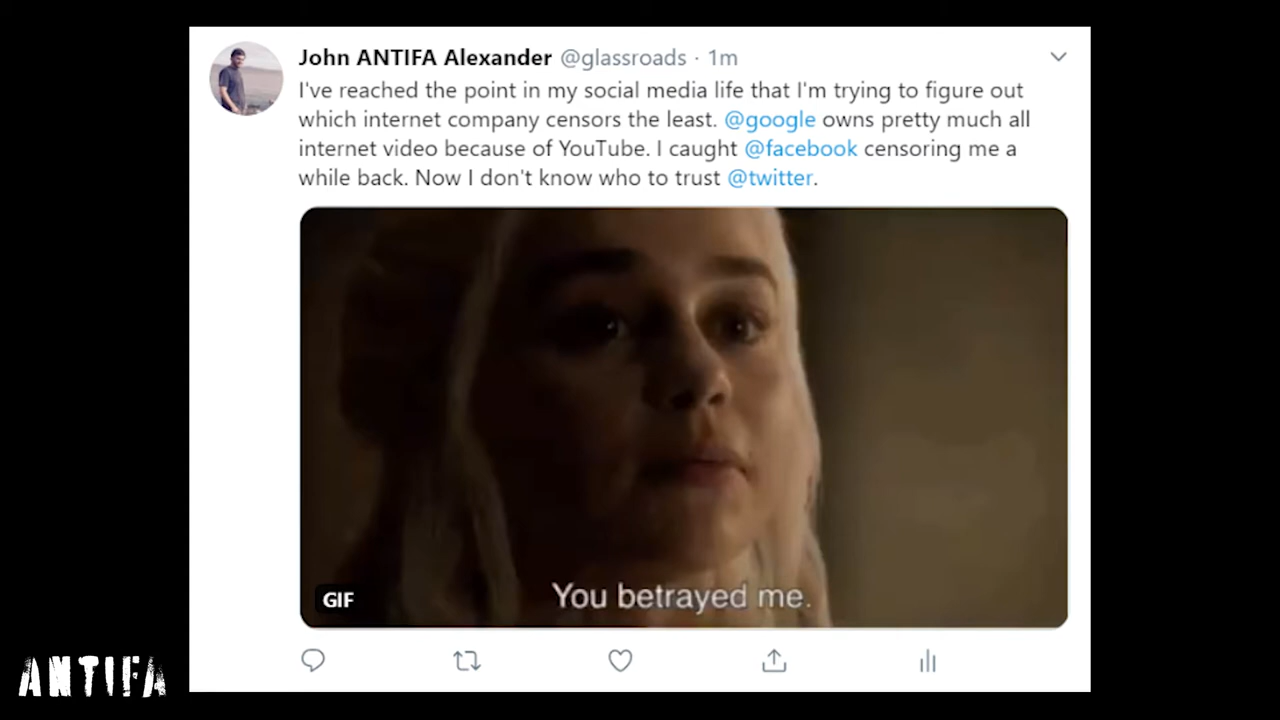 John ANTIFA Alexander @glassroads · 1m
I've reached the point in my social media life that I'm trying to figure out
which internet company censors the least. @google owns pretty much all
internet video because of YouTube. I caught @facebook censoring me a
while back. Now I don't know who to trust @twitter.
You betrayed me.
GIF
ANTIFA